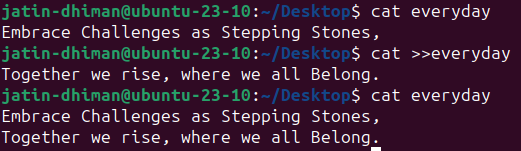 jatin-dhiman@ubuntu-23-10:~/Desktop$ cat everyday
Embrace Challenges as Stepping Stones,
jatin-dhiman@ubuntu-23-10:~/Desktop$ cat >>everyday
Together we rise, where we all Belong.
jatin-dhiman@ubuntu-23-10:~/Desktop$ cat everyday
Embrace Challenges as Stepping Stones,
Together we rise, where we all Belong.